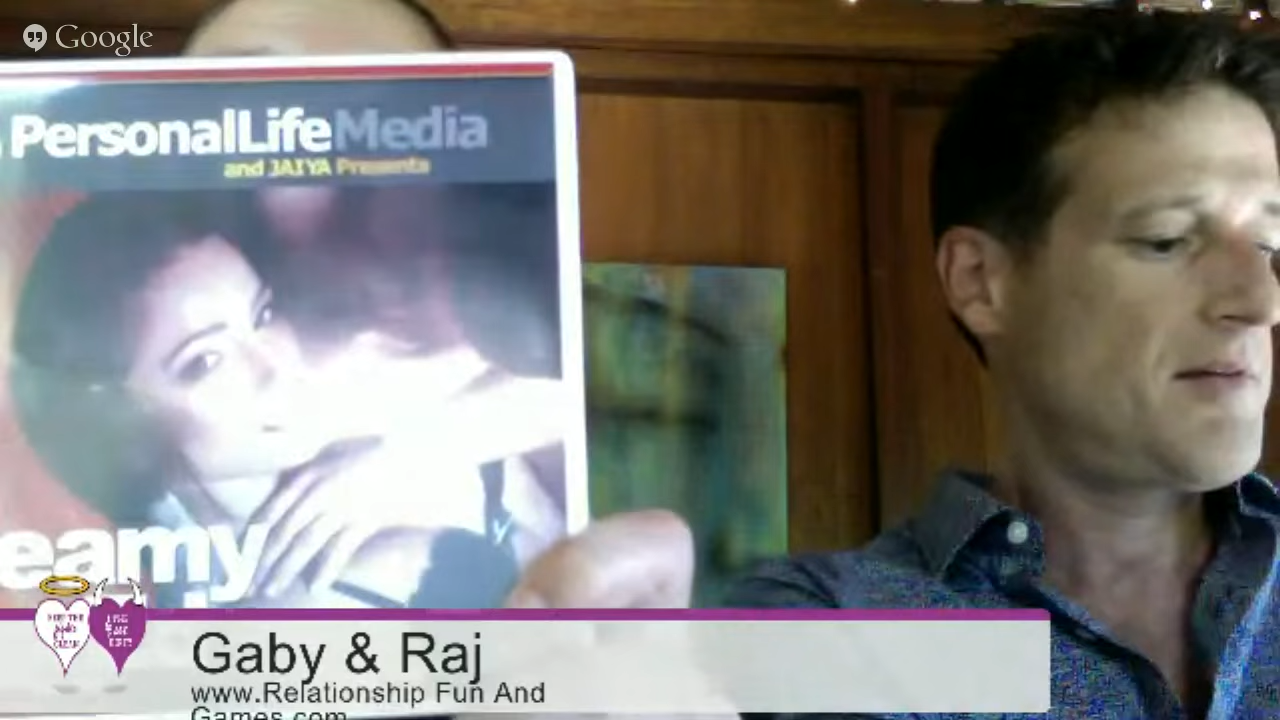 Google
PersonalLifeMedia
and JAIYA Presents
eamy
Gaby & Raj
www.Relationship Fun And
Games.com